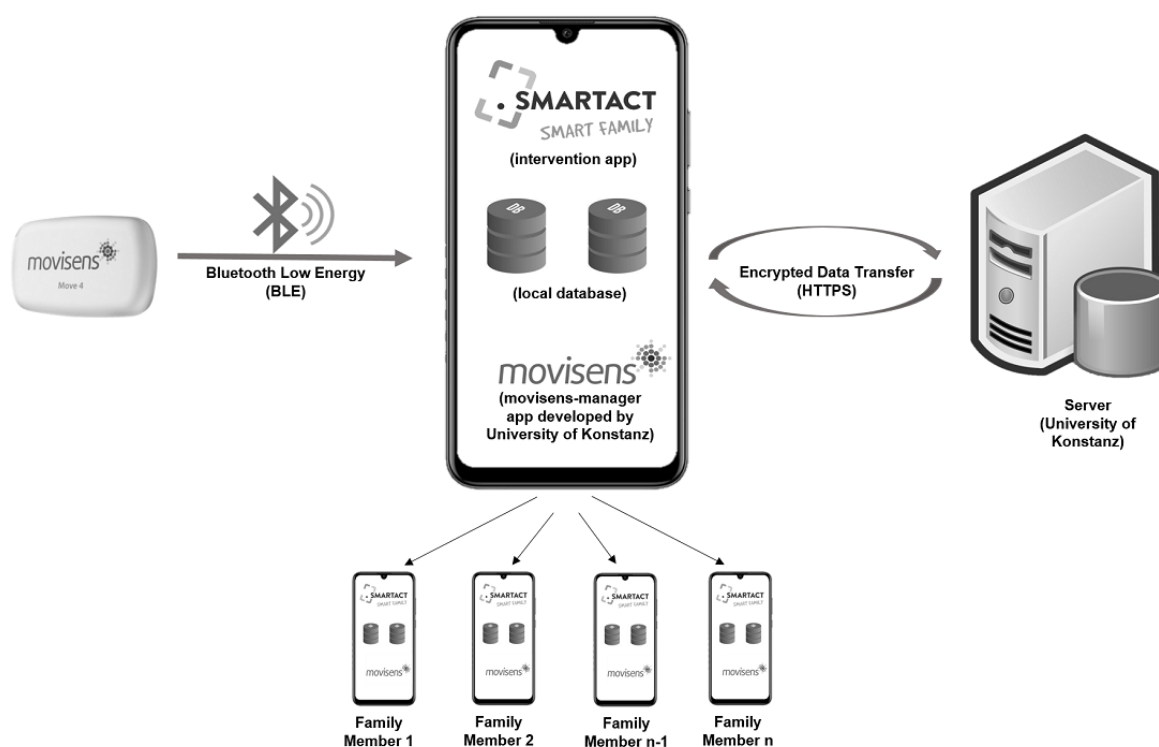 SMARTACT
SMART FAMILY
(intervention app)
DB DB
(local database)
movisens
(movisens-manager
app developed by
University of Konstanz)
movisens
Move 4
Bluetooth Low Energy
(BLE)
Encrypted Data Transfer
(HTTPS)
Server
(University of
Konstanz)
SMARTACT
SMART FAMILY
movisens
Family
Member 1
SMARTACT
SMART FAMILY
movisens
Family
Member 2
SMARTACT
SMART FAMILY
movisens
Family
Member n-1
SMARTACT
SMART FAMILY
movisens
Family
Member n